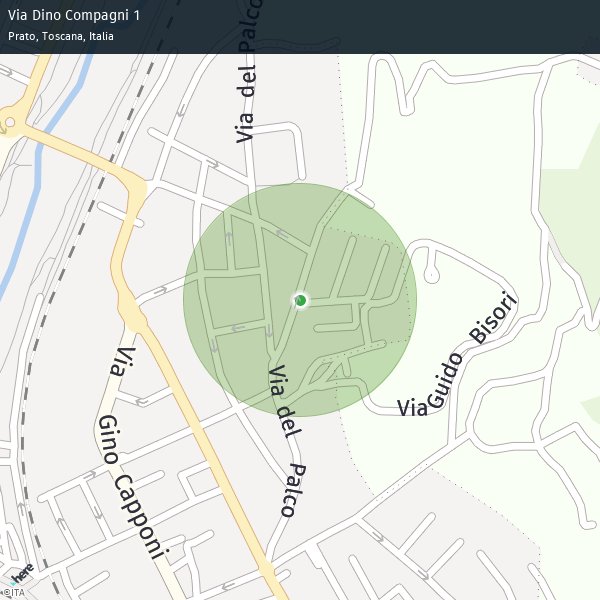 Via Dino Compagni 1
Prato, Toscana, Italia
Via del Palco
Via Guido Bisori
Via Gino Capponi
Via del Palco
here
©ITA